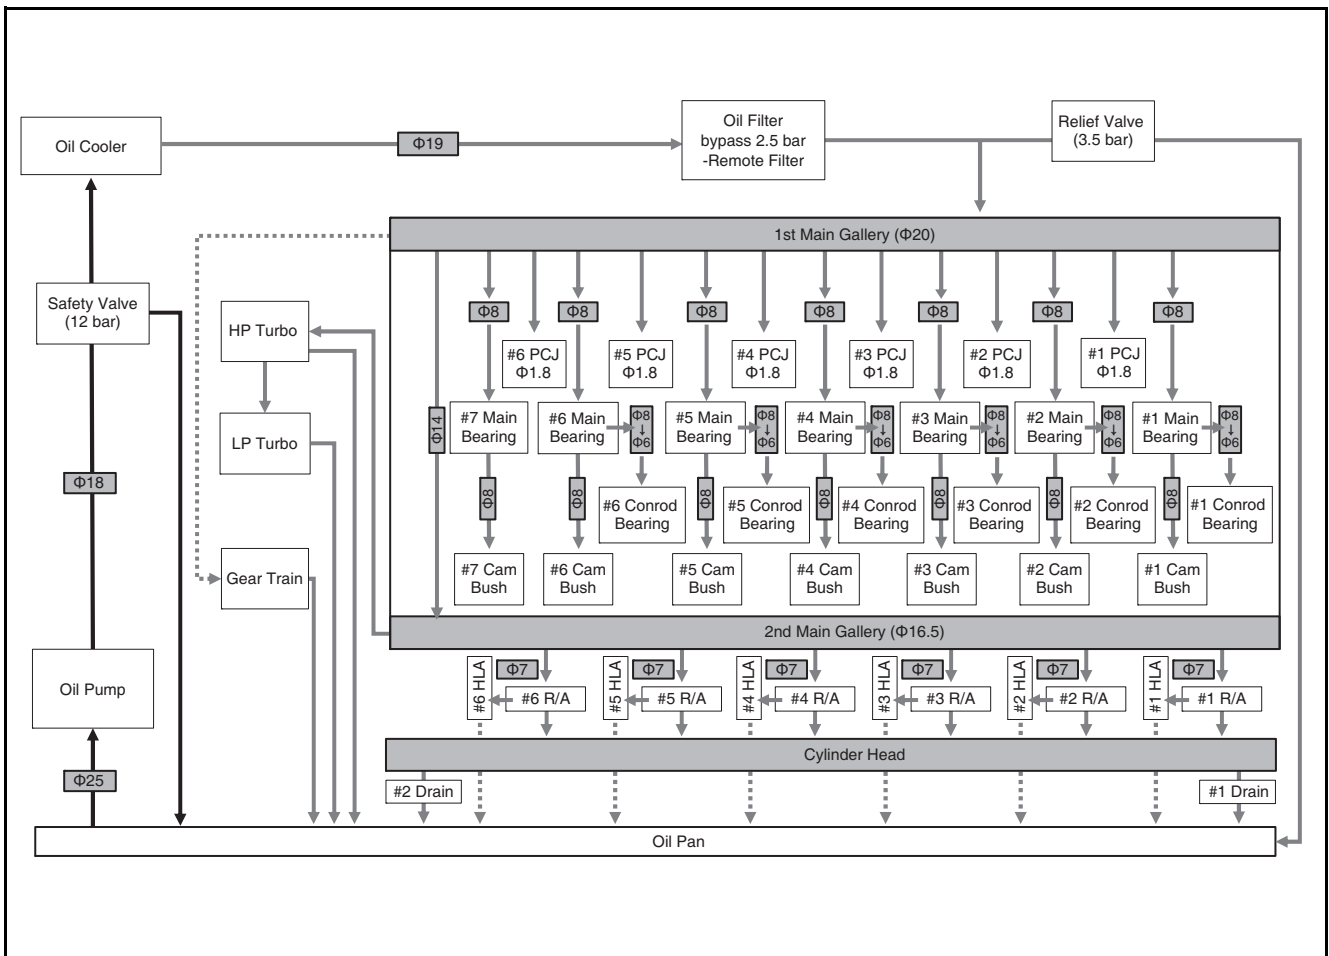 Oil Cooler
Φ19
Oil Filter
bypass 2.5 bar
-Remote Filter
Relief Valve
(3.5 bar)
1st Main Gallery (Φ20)
Safety Valve
(12 bar)
HP Turbo
LP Turbo
Φ18
Gear Train
Oil Pump
Φ25
Φ14
Φ8
Φ8
Φ8
Φ8
Φ8
Φ8
Φ8
#6 PCJ
Φ1.8
#5 PCJ
Φ1.8
#4 PCJ
Φ1.8
#3 PCJ
Φ1.8
#2 PCJ
Φ1.8
#1 PCJ
Φ1.8
#7 Main
Bearing
#6 Main
Bearing
Φ8
Φ6
#5 Main
Bearing
Φ8
Φ6
#4 Main
Bearing
Φ8
Φ6
#3 Main
Bearing
Φ8
Φ6
#2 Main
Bearing
Φ8
Φ6
#1 Main
Bearing
Φ8
Φ6
Φ8
Φ8
#6 Conrod
Bearing
Φ8
#5 Conrod
Bearing
Φ8
#4 Conrod
Bearing
Φ8
#3 Conrod
Bearing
Φ8
#2 Conrod
Bearing
Φ8
#1 Conrod
Bearing
#7 Cam
Bush
#6 Cam
Bush
#5 Cam
Bush
#4 Cam
Bush
#3 Cam
Bush
#2 Cam
Bush
#1 Cam
Bush
2nd Main Gallery (Φ16.5)
#6 HLA
Φ7
#6 R/A
#5 HLA
Φ7
#5 R/A
#4 HLA
Φ7
#4 R/A
#3 HLA
Φ7
#3 R/A
#2 HLA
Φ7
#2 R/A
#1 HLA
Φ7
#1 R/A
Cylinder Head
#2 Drain
#1 Drain
Oil Pan